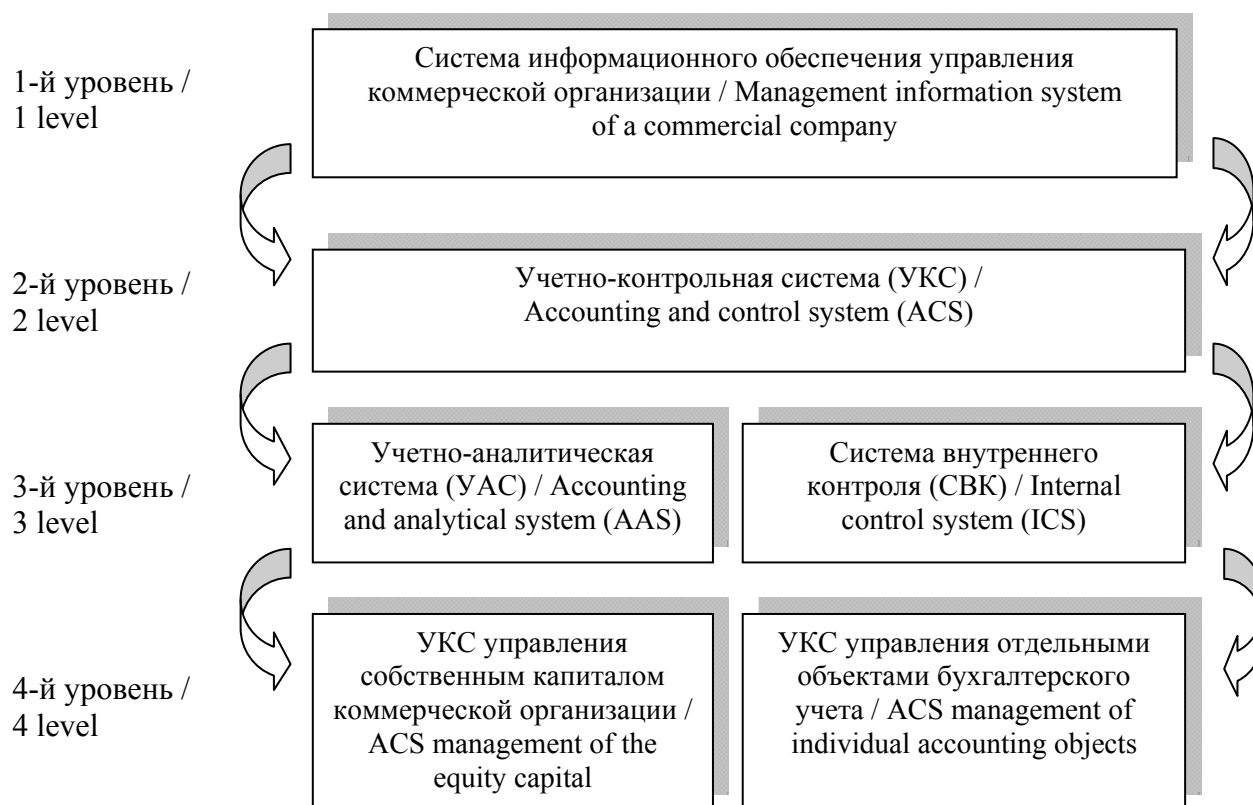 1-й уровень /
1 level
Система информационного обеспечения управления
коммерческой организации / Management information system
of a commercial company
2-й уровень /
2 level
Учетно-контрольная система (УКС) /
Accounting and control system (ACS)
3-й уровень /
3 level
Учетно-аналитическая
система (УАС) / Accounting
and analytical system (AAS)
Система внутреннего
контроля (СВК) / Internal
control system (ICS)
4-й уровень /
4 level
УКС управления
собственным капиталом
коммерческой организации /
ACS management of the
equity capital
УКС управления отдельными
объектами бухгалтерского
учета / ACS management of
individual accounting objects